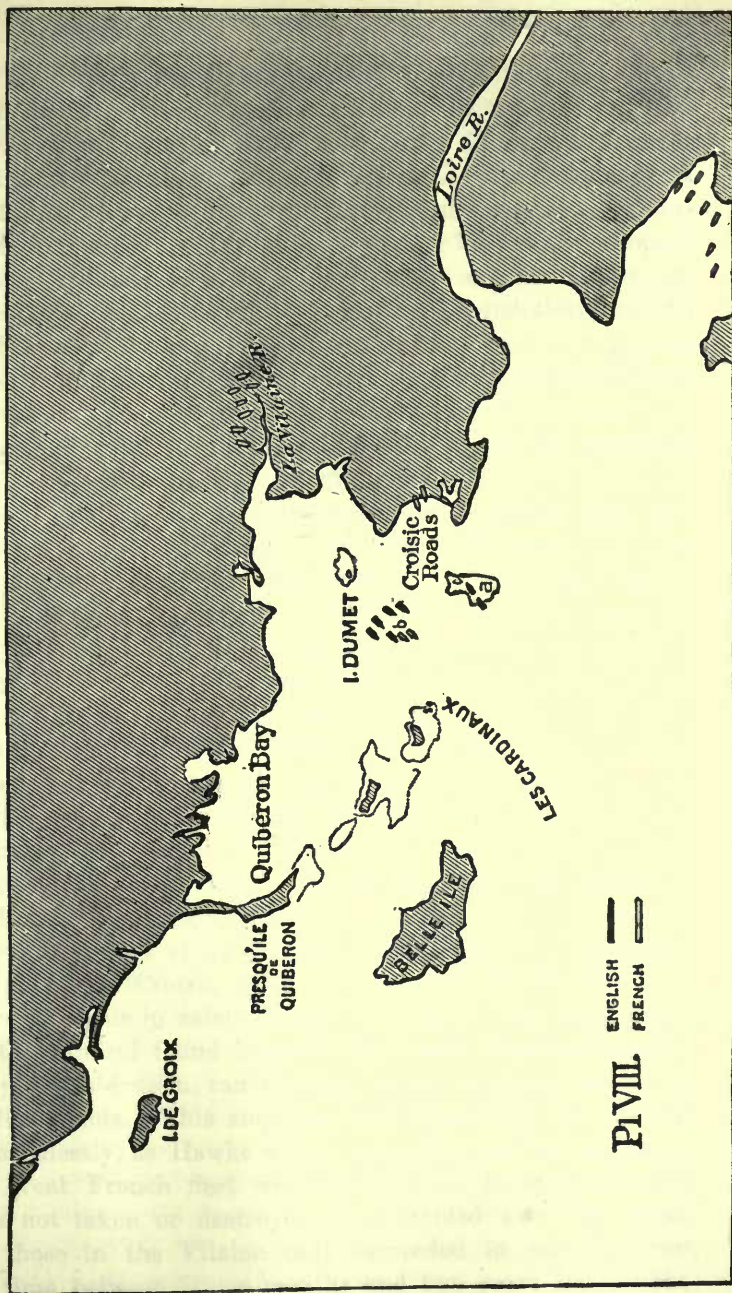 Loire R.
La Vilaine R.
I. DUMET
b
Croisic
Roads
c
a
Quiberon Bay
LES CARDINAUX
PRESQU'ILE
DE
QUIBERON
BELLE ILE
I. DE GROIX
Pl VIII.
ENGLISH
FRENCH